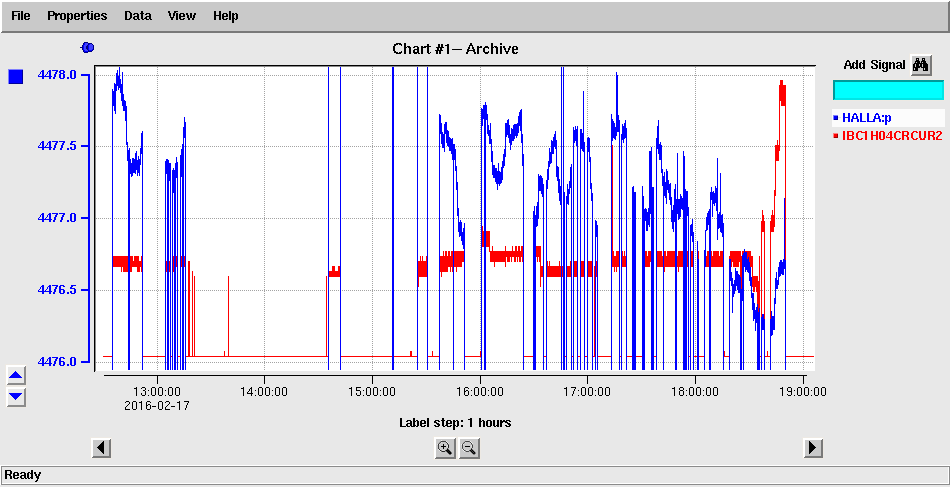 File Properties Data View Help
Chart #1— Archive
Add Signal
HALLA:p
IBC1H04CRCUR2
4478.0
4477.5
4477.0
4476.5
4476.0
13:00:00 14:00:00 15:00:00 16:00:00 17:00:00 18:00:00 19:00:00
2016-02-17
Label step: 1 hours
Ready